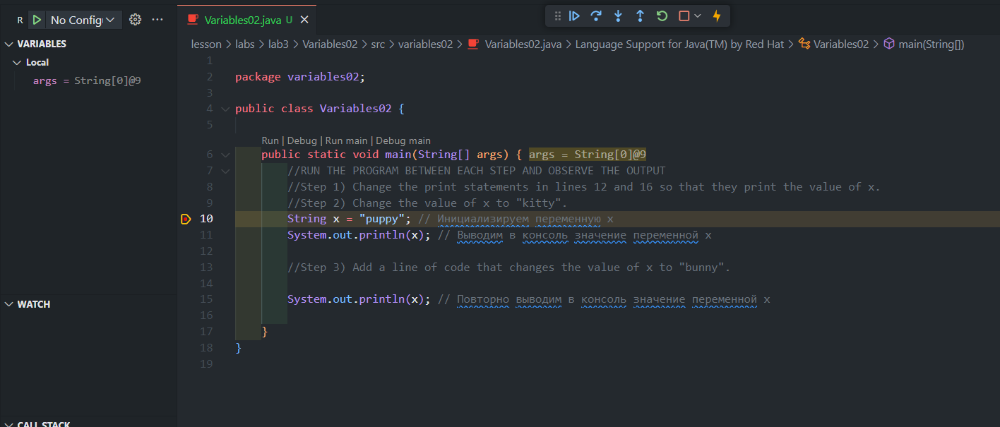 R No Config
VARIABLES
Local
args = String[0]@9
WATCH
CALL STACK
Variables02.java U
lesson > labs > lab3 > Variables02 > src > variables02 > Variables02.java > Language Support for Java(TM) by Red Hat > Variables02 > main(String[])
1
2 package variables02;
3
4 public class Variables02 {
5
Run | Debug | Run main | Debug main
6 public static void main(String[] args) { args = String[0]@9
7 //RUN THE PROGRAM BETWEEN EACH STEP AND OBSERVE THE OUTPUT
8 //Step 1) Change the print statements in lines 12 and 16 so that they print the value of x.
9 //Step 2) Change the value of x to "kitty".
10 String x = "puppy"; // Инициализируем переменную x
11 System.out.println(x); // Выводим в консоль значение переменной x
12
13 //Step 3) Add a line of code that changes the value of x to "bunny".
14
15 System.out.println(x); // Повторно выводим в консоль значение переменной x
16
17 }
18 }
19